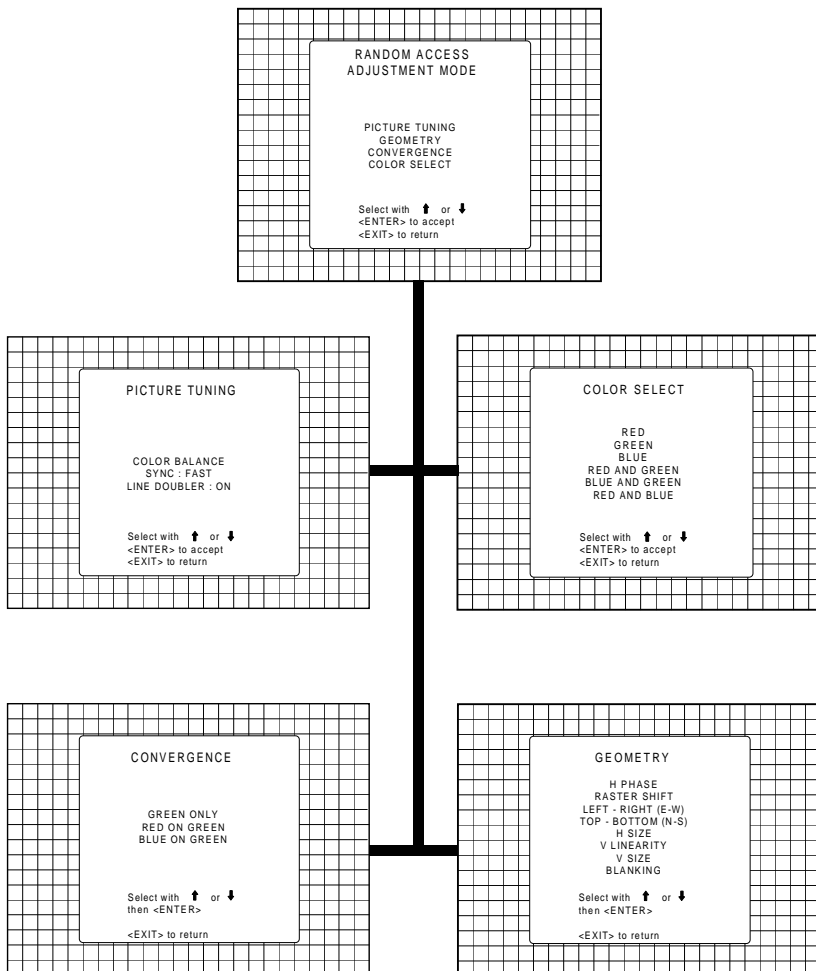 RANDOM ACCESS
ADJUSTMENT MODE
PICTURE TUNING
GEOMETRY
CONVERGENCE
COLOR SELECT
Select with ⬆ or ⬇
<ENTER> to accept
<EXIT> to return
PICTURE TUNING
COLOR BALANCE
SYNC : FAST
LINE DOUBLER : ON
Select with ⬆ or ⬇
<ENTER> to accept
<EXIT> to return
COLOR SELECT
RED
GREEN
BLUE
RED AND GREEN
BLUE AND GREEN
RED AND BLUE
Select with ⬆ or ⬇
<ENTER> to accept
<EXIT> to return
CONVERGENCE
GREEN ONLY
RED ON GREEN
BLUE ON GREEN
Select with ⬆ or ⬇
then <ENTER>
<EXIT> to return
GEOMETRY
H PHASE
RASTER SHIFT
LEFT - RIGHT (E-W)
TOP - BOTTOM (N-S)
H SIZE
V LINEARITY
V SIZE
BLANKING
Select with ⬆ or ⬇
then <ENTER>
<EXIT> to return